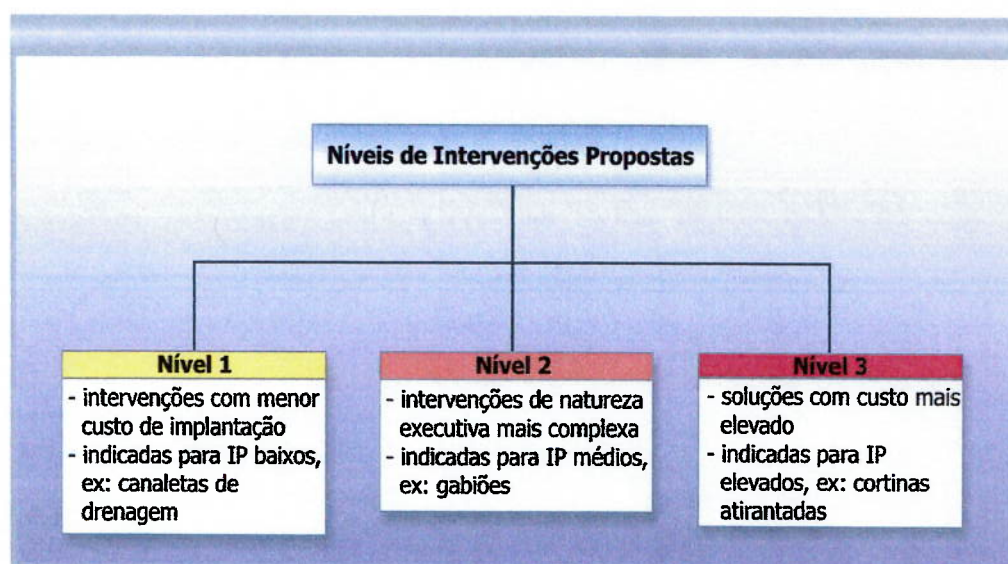 Níveis de Intervenções Propostas
Nível 1
- intervenções com menor
custo de implantação
- indicadas para IP baixos,
ex: canaletas de
drenagem
Nível 2
- intervenções de natureza
executiva mais complexa
- indicadas para IP médios,
ex: gabiões
Nível 3
- soluções com custo mais
elevado
- indicadas para IP
elevados, ex: cortinas
atirantadas